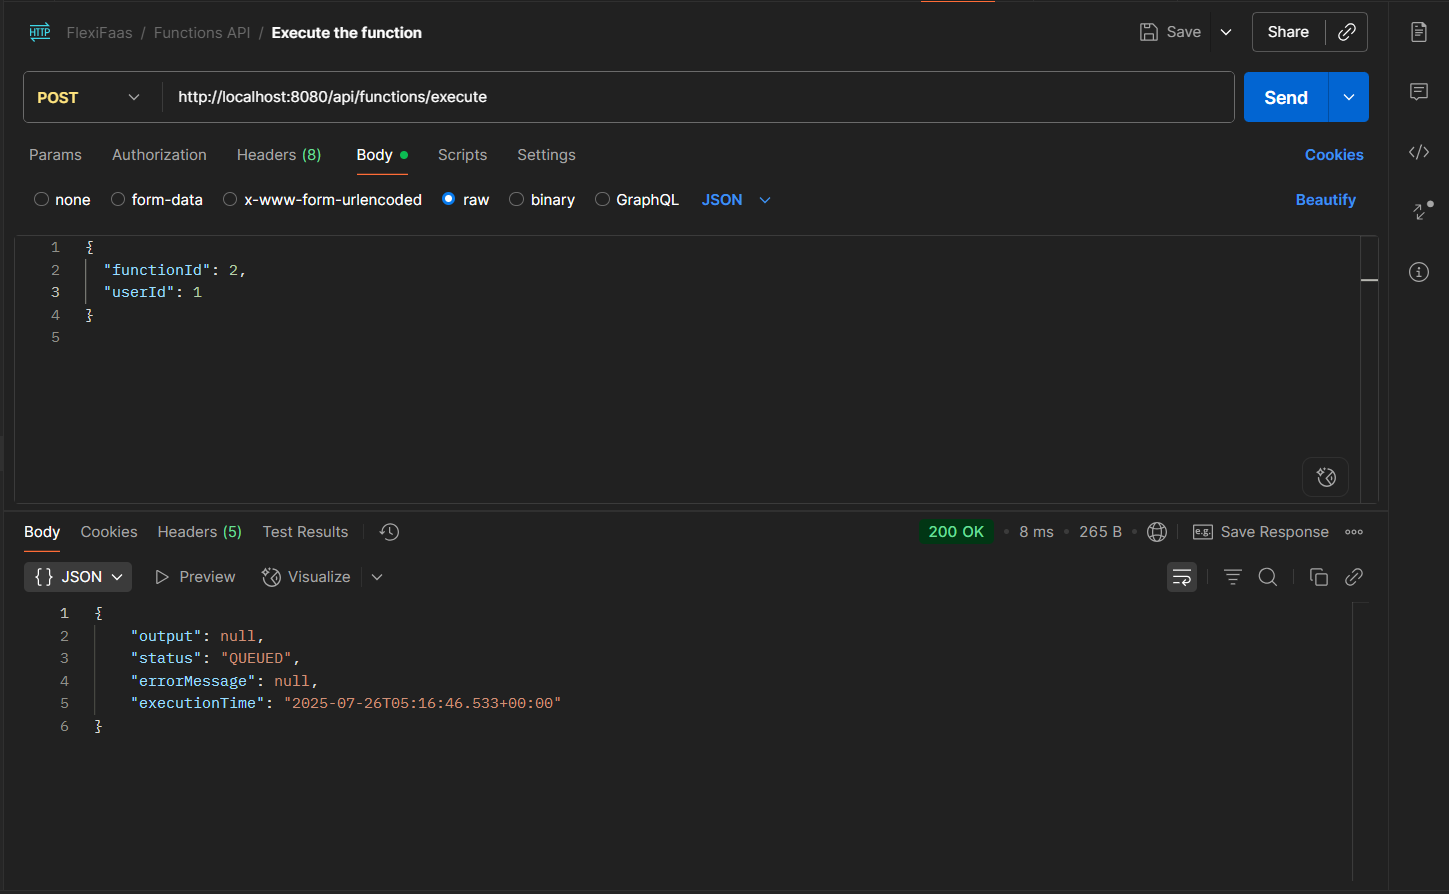 HTTP FlexiFaas / Functions API / Execute the function Save Share
POST http://localhost:8080/api/functions/execute Send
Params Authorization Headers (8) Body Scripts Settings Cookies
none form-data x-www-form-urlencoded raw binary GraphQL JSON Beautify
1 {
2 "functionId": 2,
3 "userId": 1
4 }
5
Body Cookies Headers (5) Test Results 200 OK • 8 ms • 265 B • e.g. Save Response
{} JSON Preview Visualize
1 {
2 "output": null,
3 "status": "QUEUED",
4 "errorMessage": null,
5 "executionTime": "2025-07-26T05:16:46.533+00:00"
6 }